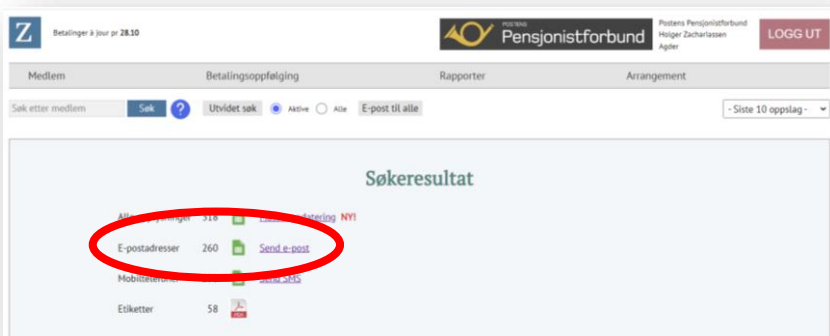 Z Betalinger à jour pr 28.10
POSTENS
Pensjonistforbund
Postens Pensjonistforbund
Holger Zachariassen
Agder
LOGG UT
Medlem Betalingsoppfølging Rapporter Arrangement
Søk etter medlem Søk ? Utvidet søk Aktive Alle E-post til alle - Siste 10 oppslag -
Søkeresultat
318 NY!
E-postadresser 260 Send e-post
Mobiltelefoner Send SMS
Etiketter 58 PDF